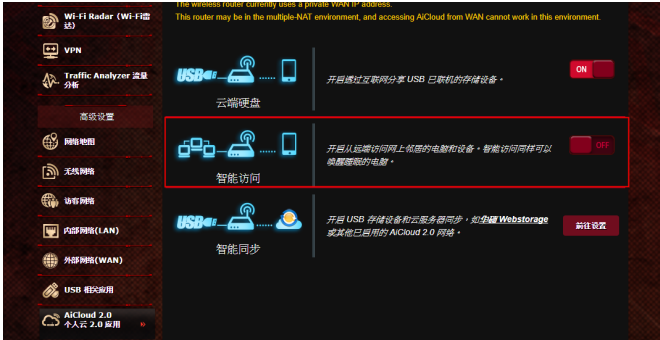 The wireless router currently uses a private WAN IP address.
This router may be in the multiple-NAT environment, and accessing AiCloud from WAN cannot work in this environment.
Wi-Fi Radar (Wi-Fi雷
达)
VPN
Traffic Analyzer 流量
分析
高级设置
网络地图
无线网络
访客网络
内部网络(LAN)
外部网络(WAN)
USB 相关应用
AiCloud 2.0
个人云 2.0 应用
USB
云端硬盘
开启透过互联网分享 USB 已联机的存储设备。
ON
智能访问
开启从远端访问网上邻居的电脑和设备。智能访问同样可以
唤醒睡眠的电脑。
OFF
USB
智能同步
开启 USB 存储设备和云服务器同步，如华硕 Webstorage
或其他已启用的 AiCloud 2.0 网络。
前往设置